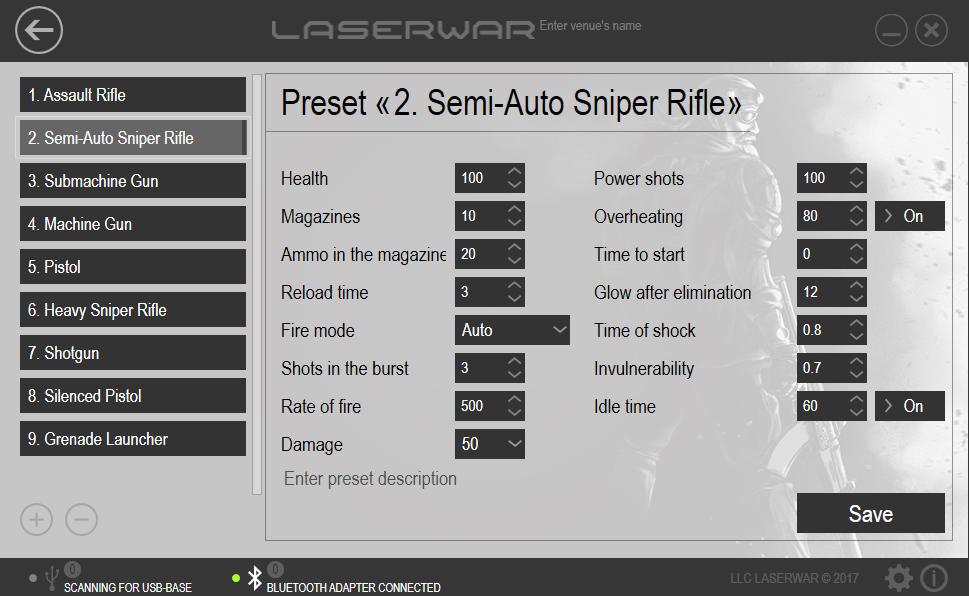 LASERWAR Enter venue's name
1. Assault Rifle
2. Semi-Auto Sniper Rifle
3. Submachine Gun
4. Machine Gun
5. Pistol
6. Heavy Sniper Rifle
7. Shotgun
8. Silenced Pistol
9. Grenade Launcher
Preset «2. Semi-Auto Sniper Rifle»
Health 100
Magazines 10
Ammo in the magazine 20
Reload time 3
Fire mode Auto
Shots in the burst 3
Rate of fire 500
Damage 50
Enter preset description
Power shots 100
Overheating 80 On
Time to start 0
Glow after elimination 12
Time of shock 0.8
Invulnerability 0.7
Idle time 60 On
Save
0
SCANNING FOR USB-BASE
0
BLUETOOTH ADAPTER CONNECTED
LLC LASERWAR © 2017